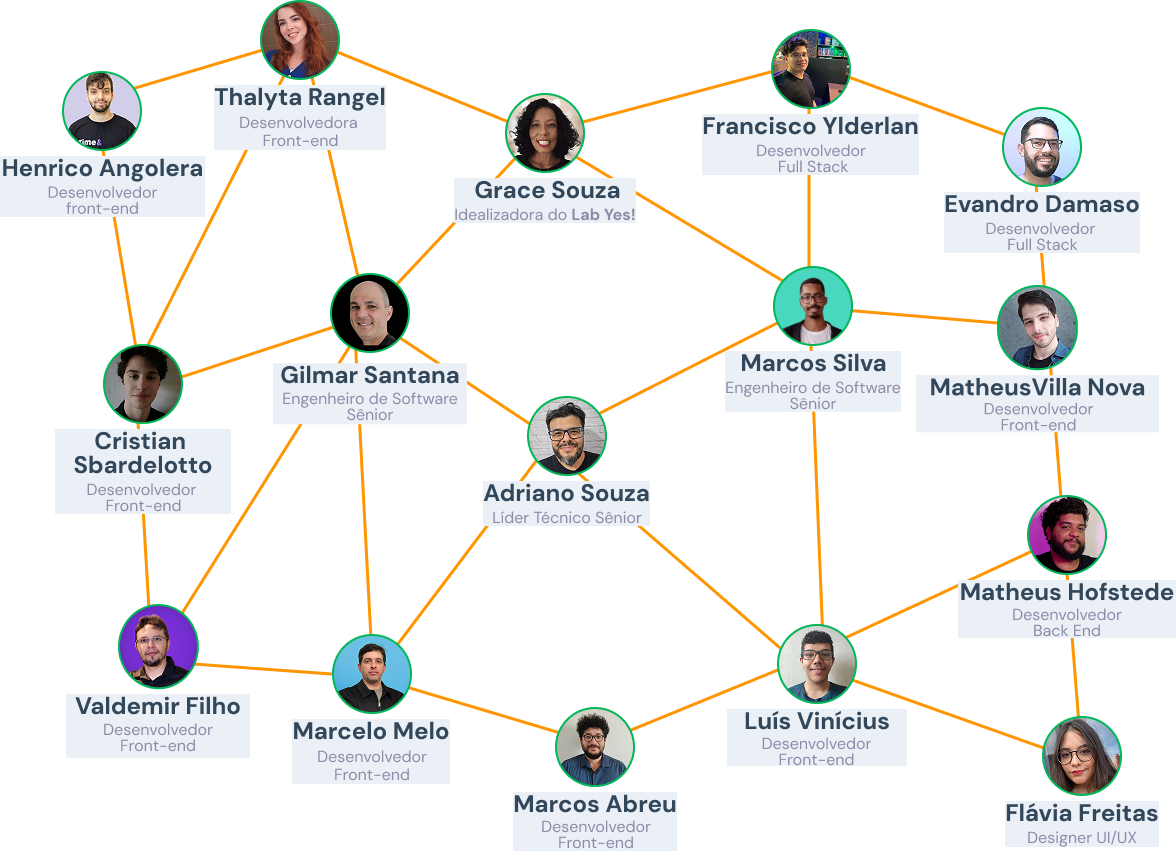 Thalyta Rangel
Desenvolvedora
Front-end
Francisco Ylderlan
Desenvolvedor
Full Stack
Henrico Angolera
Desenvolvedor
front-end
Grace Souza
Idealizadora do Lab Yes!
Evandro Damaso
Desenvolvedor
Full Stack
Gilmar Santana
Engenheiro de Software
Sênior
Marcos Silva
Engenheiro de Software
Sênior
MatheusVilla Nova
Desenvolvedor
Front-end
Cristian
Sbardelotto
Desenvolvedor
Front-end
Adriano Souza
Líder Técnico Sênior
Matheus Hofstede
Desenvolvedor
Back End
Valdemir Filho
Desenvolvedor
Front-end
Marcelo Melo
Desenvolvedor
Front-end
Luís Vinícius
Desenvolvedor
Front-end
Marcos Abreu
Desenvolvedor
Front-end
Flávia Freitas
Designer UI/UX